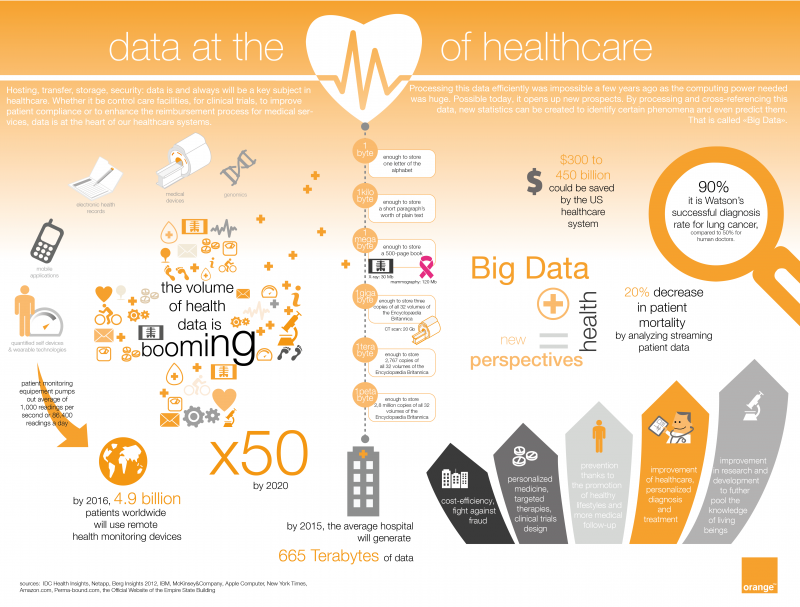 data at the
of healthcare
Hosting, transfer, storage, security: data is and always will be a key subject in
healthcare. Whether it be control care facilities, for clinical trials, to improve
patient compliance or to enhance the reimbursement process for medical ser-
vices, data is at the heart of our healthcare systems.
Processing this data efficiently was impossible a few years ago as the computing power needed
was huge. Possible today, it opens up new prospects. By processing and cross-referencing this
data, new statistics can be created to identify certain phenomena and even predict them.
That is called «Big Data».
electronic health
records
medical
devices
genomics
mobile
applications
quantified self devices
& wearable technologies
the volume
of health
data is
booming
patient monitoring
equipement pumps
out average of
1,000 readings per
second or 86,400
readings a day
x50
by 2020
by 2016, 4.9 billion
patients worldwide
will use remote
health monitoring devices
1
byte
enough to store
one letter of the
alphabet
1kilo
byte
enough to store
a short paragraph's
worth of plain text
mega
byte
enough to store
a 500-page book
X-ray: 30 Mb
mammography: 120 Mb
1giga
byte
enough to store three
copies of all 32 volumes of
the Encyclopædia
Britannica
CT scan: 20 Gb
1tera
byte
enough to store
2,767 copies of
all 32 volumes of the
Encyclopædia Britannica
1peta
byte
enough to store
2,8 million copies of all 32
volumes of the
Encyclopædia Britannica
by 2015, the average hospital
will generate
665 Terabytes of data
$
$300 to
450 billion
could be saved
by the US
healthcare
system
90%
it is Watson's
successful diagnosis
rate for lung cancer,
compared to 50% for
human doctors.
Big Data
health
new
perspectives
20% decrease
in patient
mortality
by analyzing streaming
patient data
cost-efficiency,
fight against
fraud
personalized
medicine,
targeted
therapies,
clinical trials
design
prevention
thanks to
the promotion
of healthy
lifestyles and
more medical
follow-up
improvement
of healthcare,
personalized
diagnosis
and
treatment
improvement
in research and
development
to futher
pool the
knowledge
of living
beings
sources: IDC Health Insights, Netapp, Berg Insights 2012, IBM, McKinsey&Company, Apple Computer, New York Times,
Amazon.com, Perma-bound.com, the Official Website of the Empire State Building
orange™